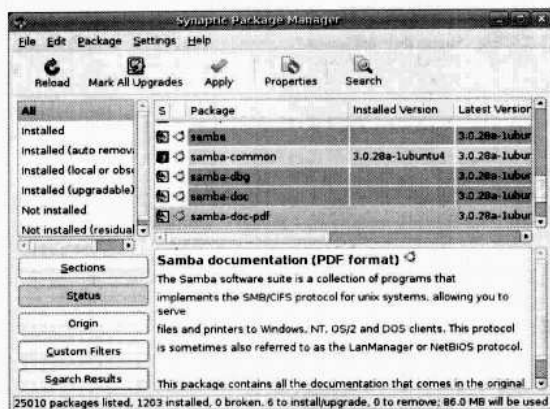 Synaptic Package Manager
File Edit Package Settings Help
Reload Mark All Upgrades Apply Properties Search
All
Installed
Installed (auto remova
Installed (local or obso
Installed (upgradable)
Not installed
Not installed (residual
S Package Installed Version Latest Version
samba 3.0.28a-1ubur
samba-common 3.0.28a-1ubuntu4 3.0.28a-1ubur
samba-dbg 3.0.28a-1ubur
samba-doc 3.0.28a-1ubur
samba-doc-pdf 3.0.28a-1ubur
Sections
Status
Origin
Custom Filters
Search Results
Samba documentation (PDF format)
The Samba software suite is a collection of programs that
implements the SMB/CIFS protocol for unix systems, allowing you to
serve
files and printers to Windows, NT, OS/2 and DOS clients. This protocol
is sometimes also referred to as the LanManager or NetBIOS protocol.
This package contains all the documentation that comes in the original
25010 packages listed, 1203 installed, 0 broken. 6 to install/upgrade, 0 to remove; 86.0 MB will be used